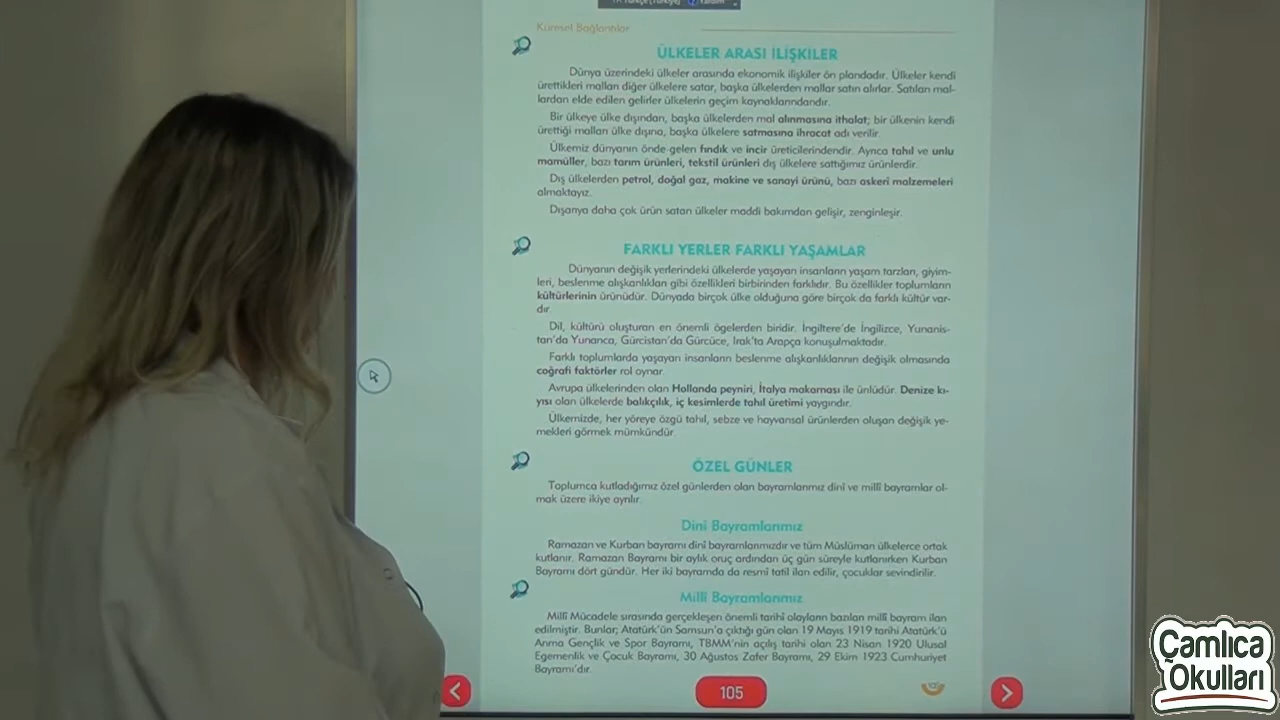 TR Türkçe (Türkiye) Yardım
Küresel Bağlantılar
ÜLKELER ARASI İLİŞKİLER
Dünya üzerindeki ülkeler arasında ekonomik ilişkiler ön plandadır. Ülkeler kendi
ürettikleri malları diğer ülkelere satar, başka ülkelerden mallar satın alırlar. Satılan mal-
lardan elde edilen gelirler ülkelerin geçim kaynaklarındandır.
Bir ülkeye ülke dışından, başka ülkelerden mal alınmasına ithalat; bir ülkenin kendi
ürettiği malları ülke dışına, başka ülkelere satmasına ihracat adı verilir.
Ülkemiz dünyanın önde gelen fındık ve incir üreticilerindendir. Ayrıca tahıl ve unlu
mamüller, bazı tarım ürünleri, tekstil ürünleri dış ülkelere sattığımız ürünlerdir.
Dış ülkelerden petrol, doğal gaz, makine ve sanayi ürünü, bazı askerî malzemeleri
almaktayız.
Dışarıya daha çok ürün satan ülkeler maddi bakımdan gelişir, zenginleşir.
FARKLI YERLER FARKLI YAŞAMLAR
Dünyanın değişik yerlerindeki ülkelerde yaşayan insanların yaşam tarzları, giyim-
leri, beslenme alışkanlıkları gibi özellikleri birbirinden farklıdır. Bu özellikler toplumların
kültürlerinin ürünüdür. Dünyada birçok ülke olduğuna göre birçok da farklı kültür var-
dır.
Dil, kültürü oluşturan en önemli ögelerden biridir. İngiltere'de İngilizce, Yunanis-
tan'da Yunanca, Gürcistan'da Gürcüce, Irak'ta Arapça konuşulmaktadır.
Farklı toplumlarda yaşayan insanların beslenme alışkanlıklarının değişik olmasında
coğrafi faktörler rol oynar.
Avrupa ülkelerinden olan Hollanda peyniri, İtalya makarnası ile ünlüdür. Denize kı-
yısı olan ülkelerde balıkçılık, iç kesimlerde tahıl üretimi yaygındır.
Ülkemizde, her yöreye özgü tahıl, sebze ve hayvansal ürünlerden oluşan değişik ye-
mekleri görmek mümkündür.
ÖZEL GÜNLER
Toplumca kutladığımız özel günlerden olan bayramlarımız dinî ve millî bayramlar ol-
mak üzere ikiye ayrılır.
Dinî Bayramlarımız
Ramazan ve Kurban bayramı dinî bayramlarımızdır ve tüm Müslüman ülkelerce ortak
kutlanır. Ramazan Bayramı bir aylık oruç ardından üç gün süreyle kutlanırken Kurban
Bayramı dört gündür. Her iki bayramda da resmî tatil ilan edilir, çocuklar sevindirilir.
Millî Bayramlarımız
Millî Mücadele sırasında gerçekleşen önemli tarihî olayların bazıları millî bayram ilan
edilmiştir. Bunlar; Atatürk'ün Samsun'a çıktığı gün olan 19 Mayıs 1919 tarihi Atatürk'ü
Anma Gençlik ve Spor Bayramı, TBMM'nin açılış tarihi olan 23 Nisan 1920 Ulusal
Egemenlik ve Çocuk Bayramı, 30 Ağustos Zafer Bayramı, 29 Ekim 1923 Cumhuriyet
Bayramı'dır.
105
105
Çamlıca
Okulları